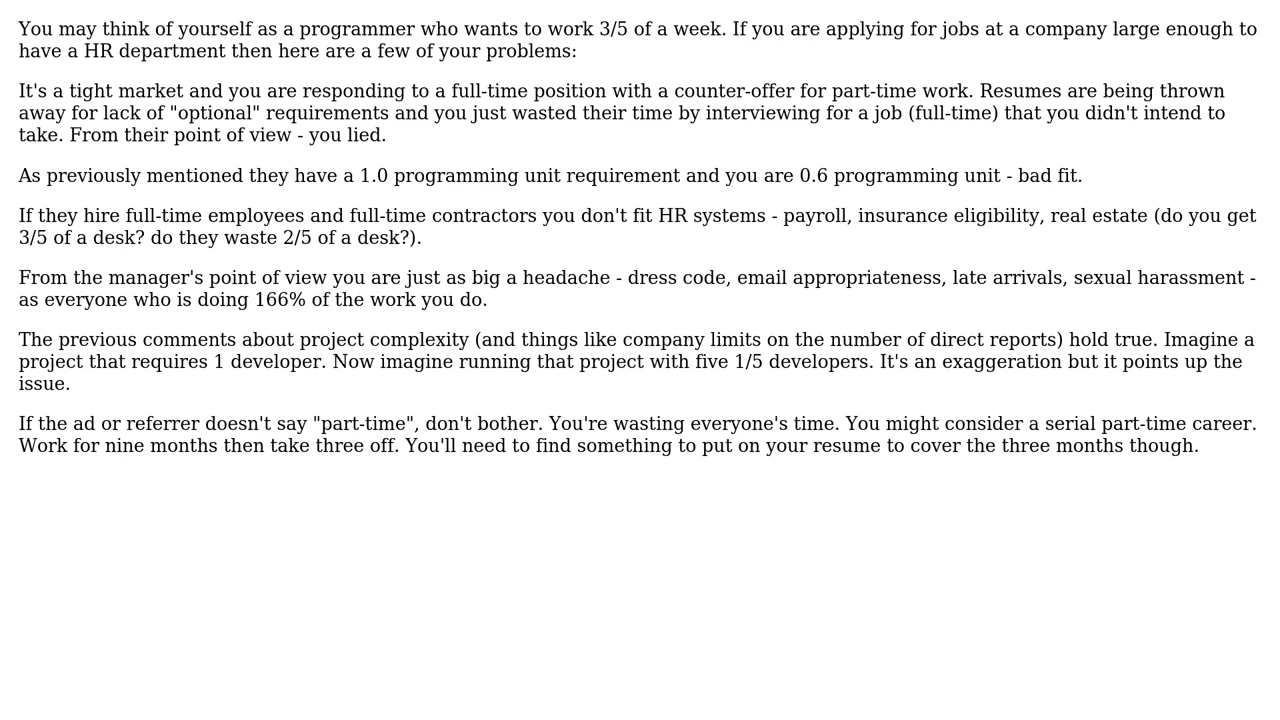 You may think of yourself as a programmer who wants to work 3/5 of a week. If you are applying for jobs at a company large enough to
have a HR department then here are a few of your problems:
It's a tight market and you are responding to a full-time position with a counter-offer for part-time work. Resumes are being thrown
away for lack of "optional" requirements and you just wasted their time by interviewing for a job (full-time) that you didn't intend to
take. From their point of view - you lied.
As previously mentioned they have a 1.0 programming unit requirement and you are 0.6 programming unit - bad fit.
If they hire full-time employees and full-time contractors you don't fit HR systems - payroll, insurance eligibility, real estate (do you get
3/5 of a desk? do they waste 2/5 of a desk?).
From the manager's point of view you are just as big a headache - dress code, email appropriateness, late arrivals, sexual harassment -
as everyone who is doing 166% of the work you do.
The previous comments about project complexity (and things like company limits on the number of direct reports) hold true. Imagine a
project that requires 1 developer. Now imagine running that project with five 1/5 developers. It's an exaggeration but it points up the
issue.
If the ad or referrer doesn't say "part-time", don't bother. You're wasting everyone's time. You might consider a serial part-time career.
Work for nine months then take three off. You'll need to find something to put on your resume to cover the three months though.